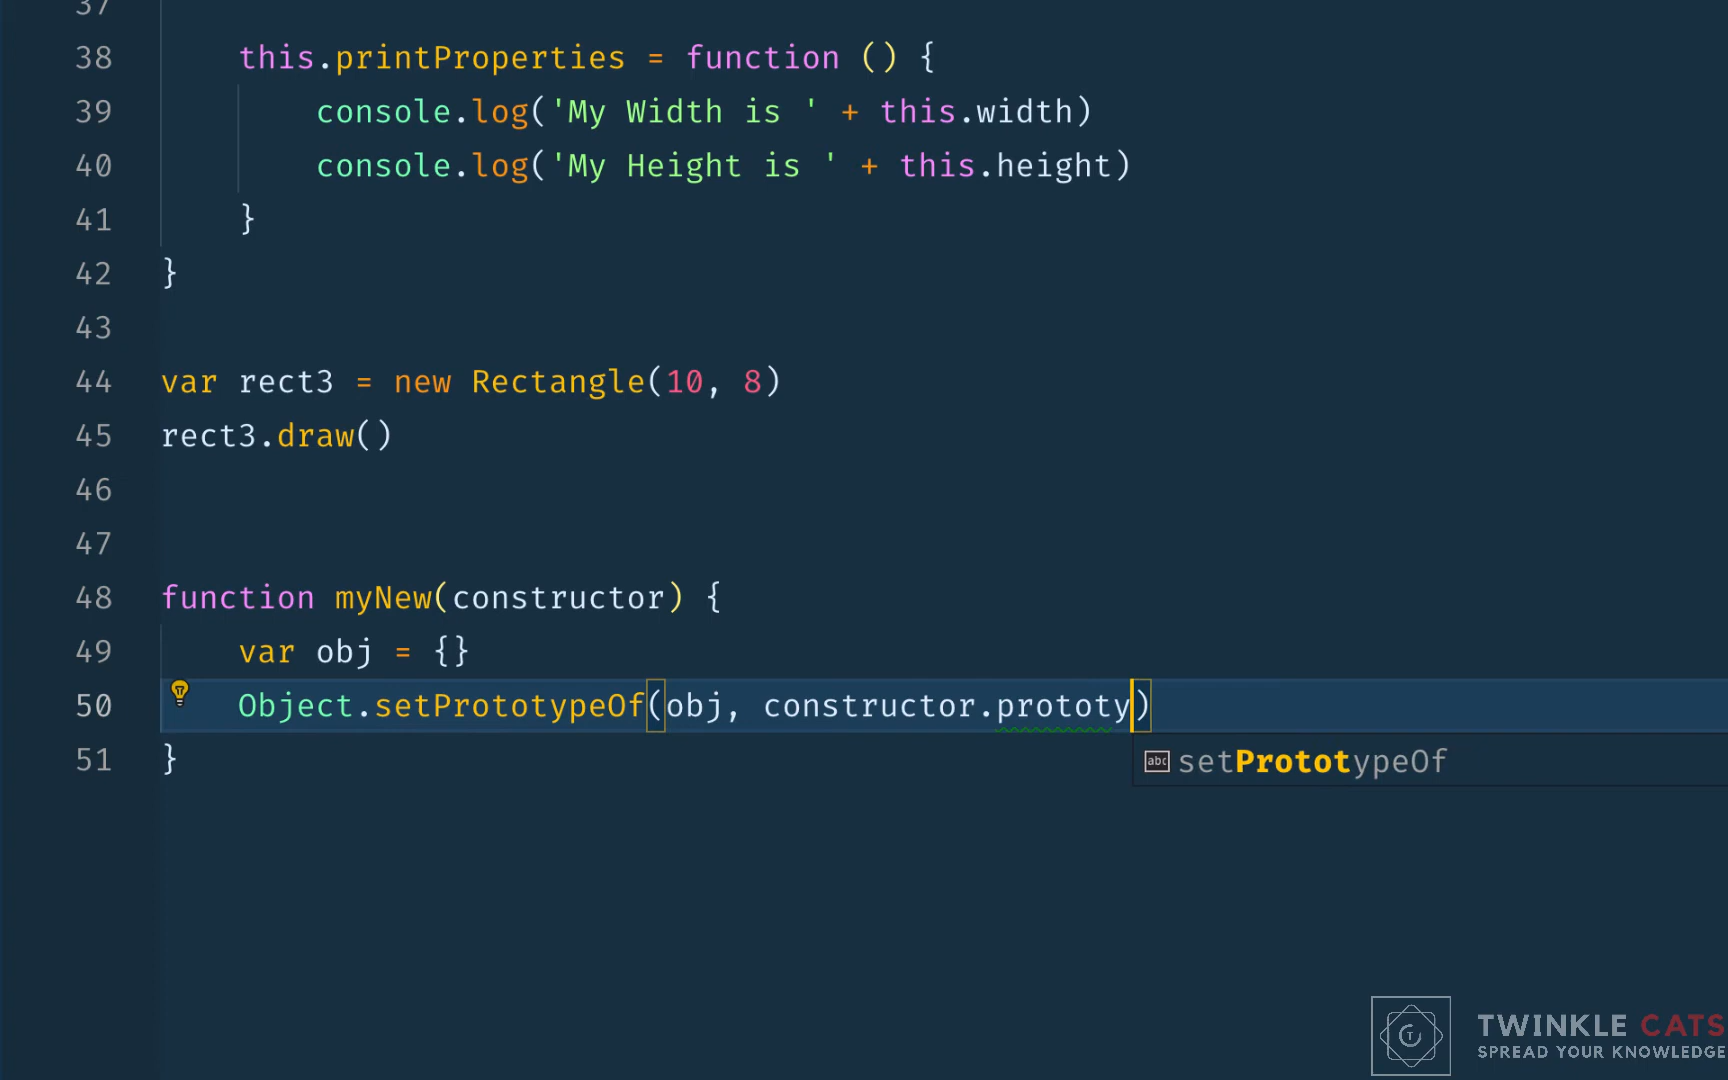 37
38 this.printProperties = function () {
39 console.log('My Width is ' + this.width)
40 console.log('My Height is ' + this.height)
41 }
42 }
43
44 var rect3 = new Rectangle(10, 8)
45 rect3.draw()
46
47
48 function myNew(constructor) {
49 var obj = {}
50 Object.setPrototypeOf(obj, constructor.prototy)
abc setPrototypeOf
51 }
TWINKLE CATS
SPREAD YOUR KNOWLEDGE